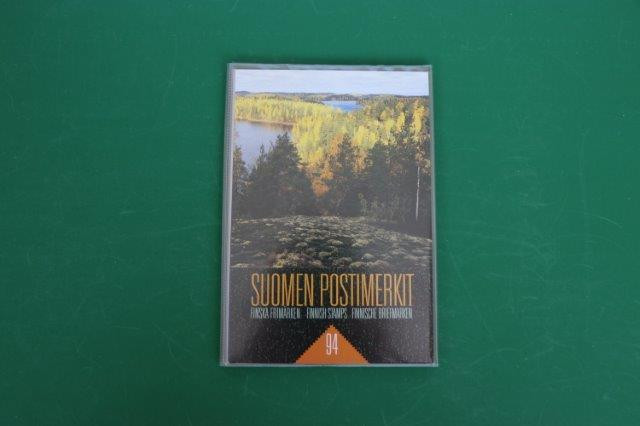 SUOMEN POSTIMERKIT
FINSKA FRIMÄRKEN FINNISH STAMPS FINNISCHE BRIEFMARKEN
94